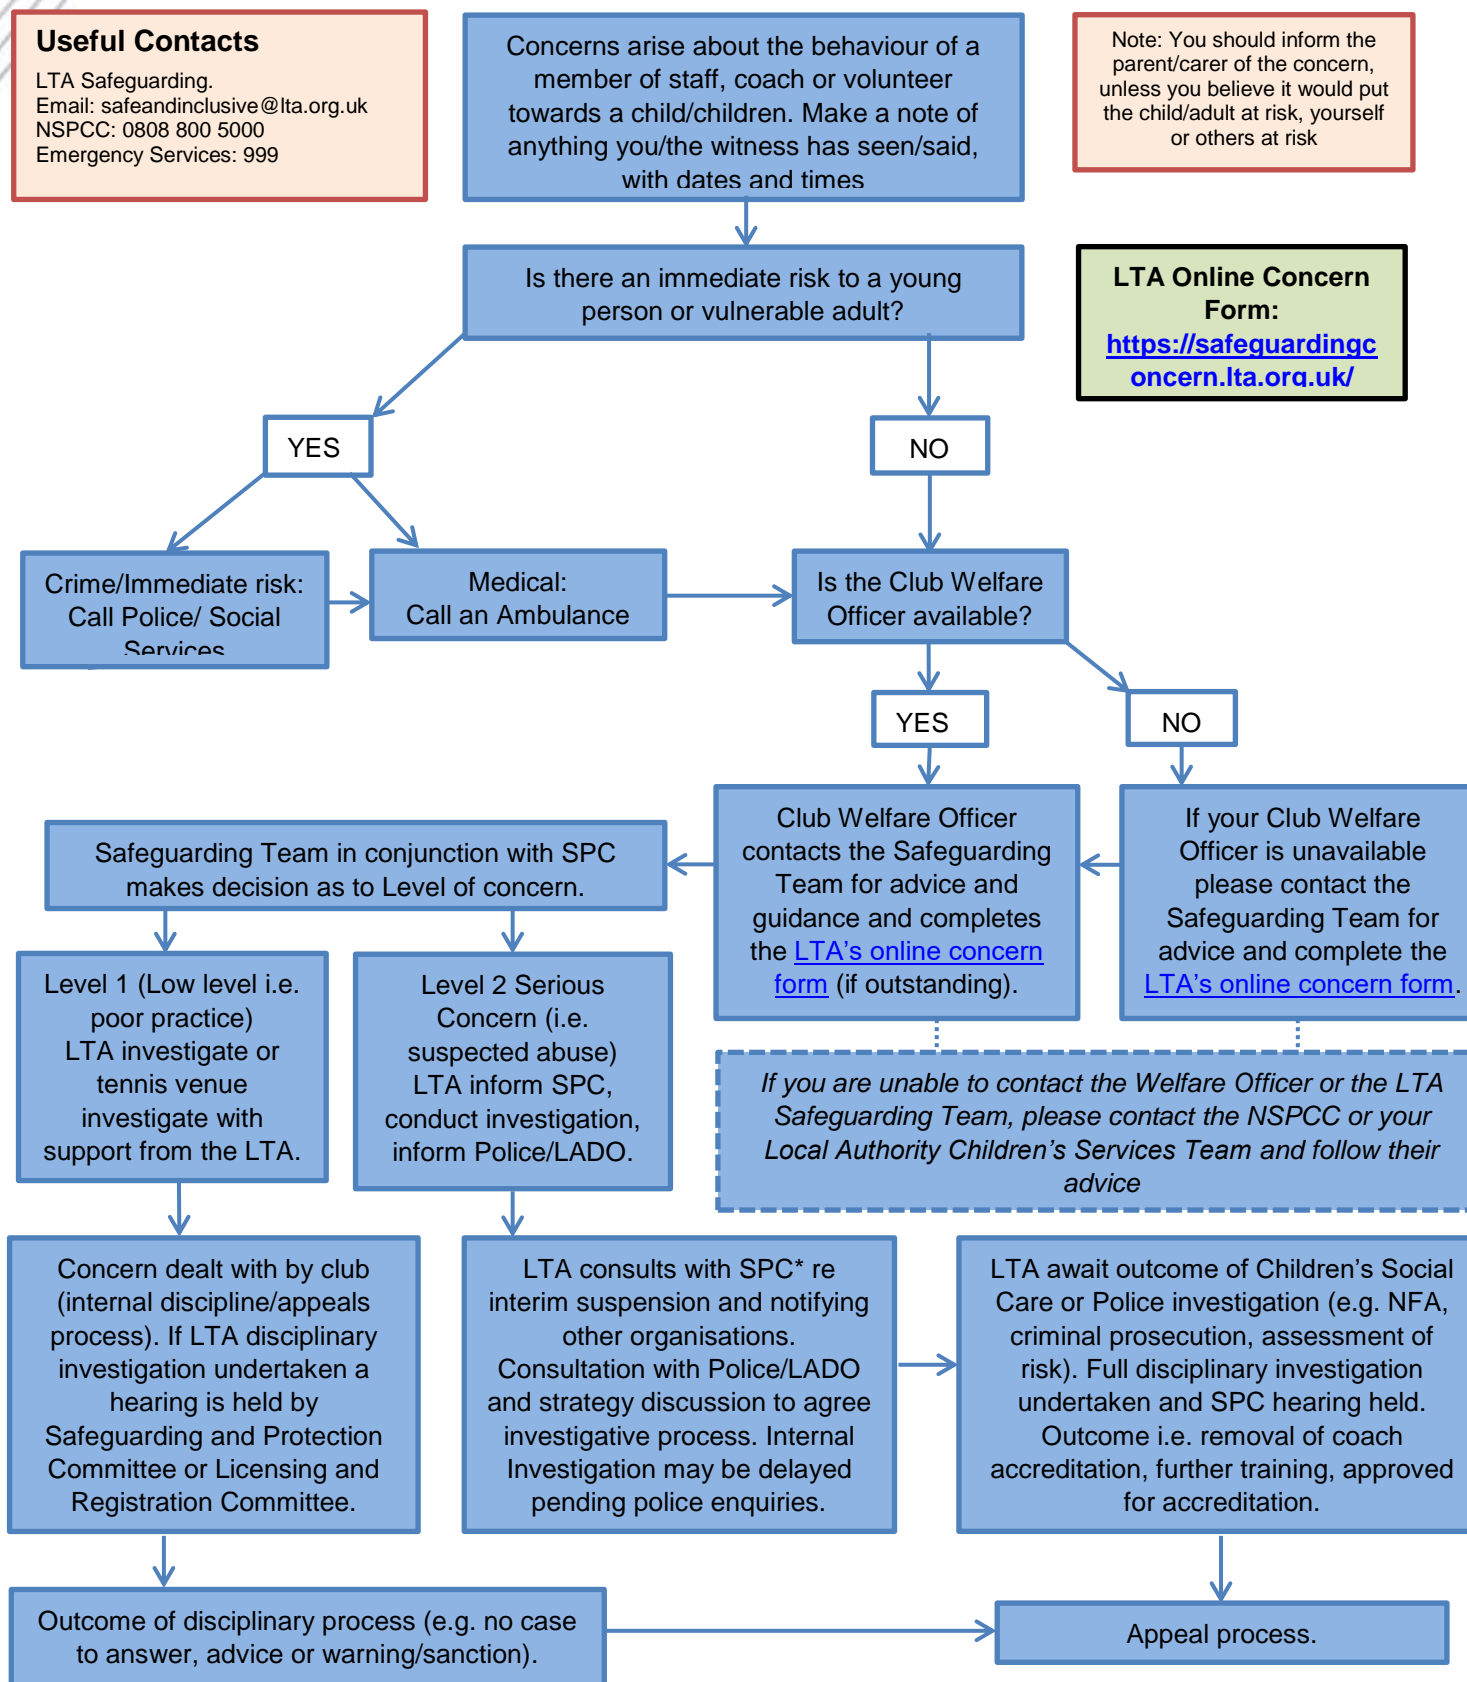 Useful Contacts
LTA Safeguarding.
Email: safeandinclusive@lta.org.uk
NSPCC: 0808 800 5000
Emergency Services: 999
Concerns arise about the behaviour of a
member of staff, coach or volunteer
towards a child/children. Make a note of
anything you/the witness has seen/said,
with dates and times
Note: You should inform the
parent/carer of the concern,
unless you believe it would put
the child/adult at risk, yourself
or others at risk
Is there an immediate risk to a young
person or vulnerable adult?
LTA Online Concern
Form:
https://safeguardingc
oncern.lta.org.uk/
YES
NO
Crime/Immediate risk:
Call Police/ Social
Services
Medical:
Call an Ambulance
Is the Club Welfare
Officer available?
YES
NO
Club Welfare Officer
contacts the Safeguarding
Team for advice and
guidance and completes
the LTA's online concern
form (if outstanding).
If your Club Welfare
Officer is unavailable
please contact the
Safeguarding Team for
advice and complete the
LTA's online concern form.
Safeguarding Team in conjunction with SPC
makes decision as to Level of concern.
Level 1 (Low level i.e.
poor practice)
LTA investigate or
tennis venue
investigate with
support from the LTA.
Level 2 Serious
Concern (i.e.
suspected abuse)
LTA inform SPC,
conduct investigation,
inform Police/LADO.
If you are unable to contact the Welfare Officer or the LTA
Safeguarding Team, please contact the NSPCC or your
Local Authority Children's Services Team and follow their
advice
Concern dealt with by club
(internal discipline/appeals
process). If LTA disciplinary
investigation undertaken a
hearing is held by
Safeguarding and Protection
Committee or Licensing and
Registration Committee.
LTA consults with SPC* re
interim suspension and notifying
other organisations.
Consultation with Police/LADO
and strategy discussion to agree
investigative process. Internal
Investigation may be delayed
pending police enquiries.
LTA await outcome of Children's Social
Care or Police investigation (e.g. NFA,
criminal prosecution, assessment of
risk). Full disciplinary investigation
undertaken and SPC hearing held.
Outcome i.e. removal of coach
accreditation, further training, approved
for accreditation.
Outcome of disciplinary process (e.g. no case
to answer, advice or warning/sanction).
Appeal process.